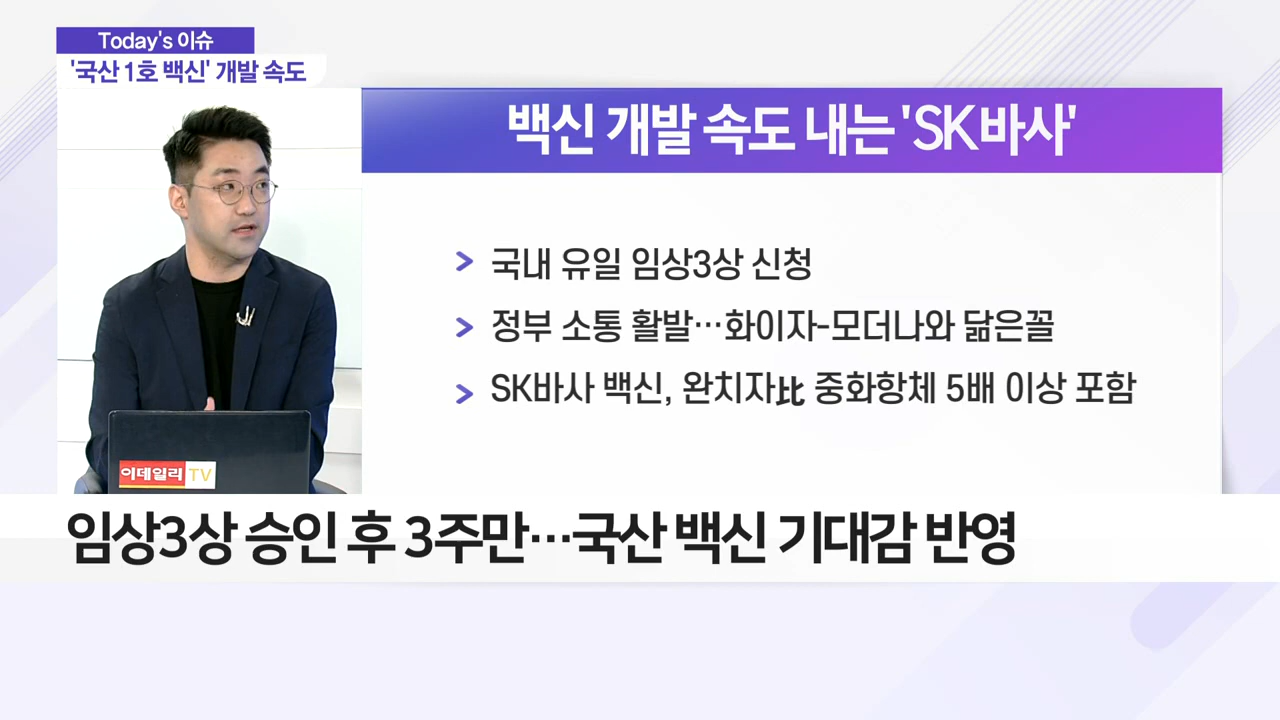 Today's 이슈
'국산 1호 백신' 개발 속도
백신 개발 속도 내는 'SK바사'
> 국내 유일 임상3상 신청
> 정부 소통 활발…화이자-모더나와 닮은꼴
> SK바사 백신, 완치자比 중화항체 5배 이상 포함
이데일리 TV
임상3상 승인 후 3주만…국산 백신 기대감 반영